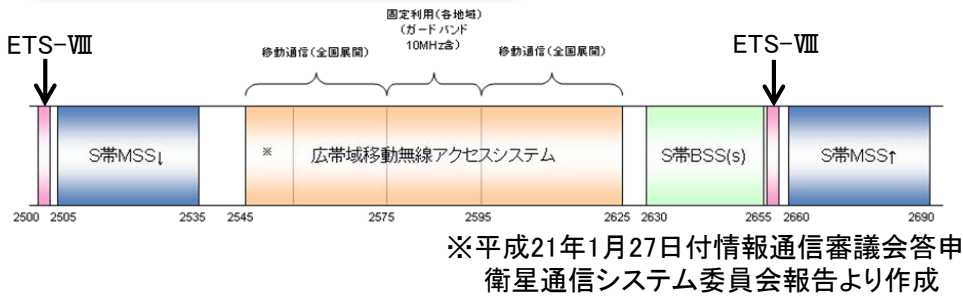 固定利用(各地域)
(ガードバンド
10MHz含)
ETS-Ⅷ
移動通信(全国展開)
移動通信(全国展開)
ETS-Ⅷ
S帯MSS↓
※
広帯域移動無線アクセスシステム
S帯BSS(s)
S帯MSS↑
2500 2505 2535 2545 2575 2595 2625 2630 2655 2660 2690
※平成21年1月27日付情報通信審議会答申
衛星通信システム委員会報告より作成